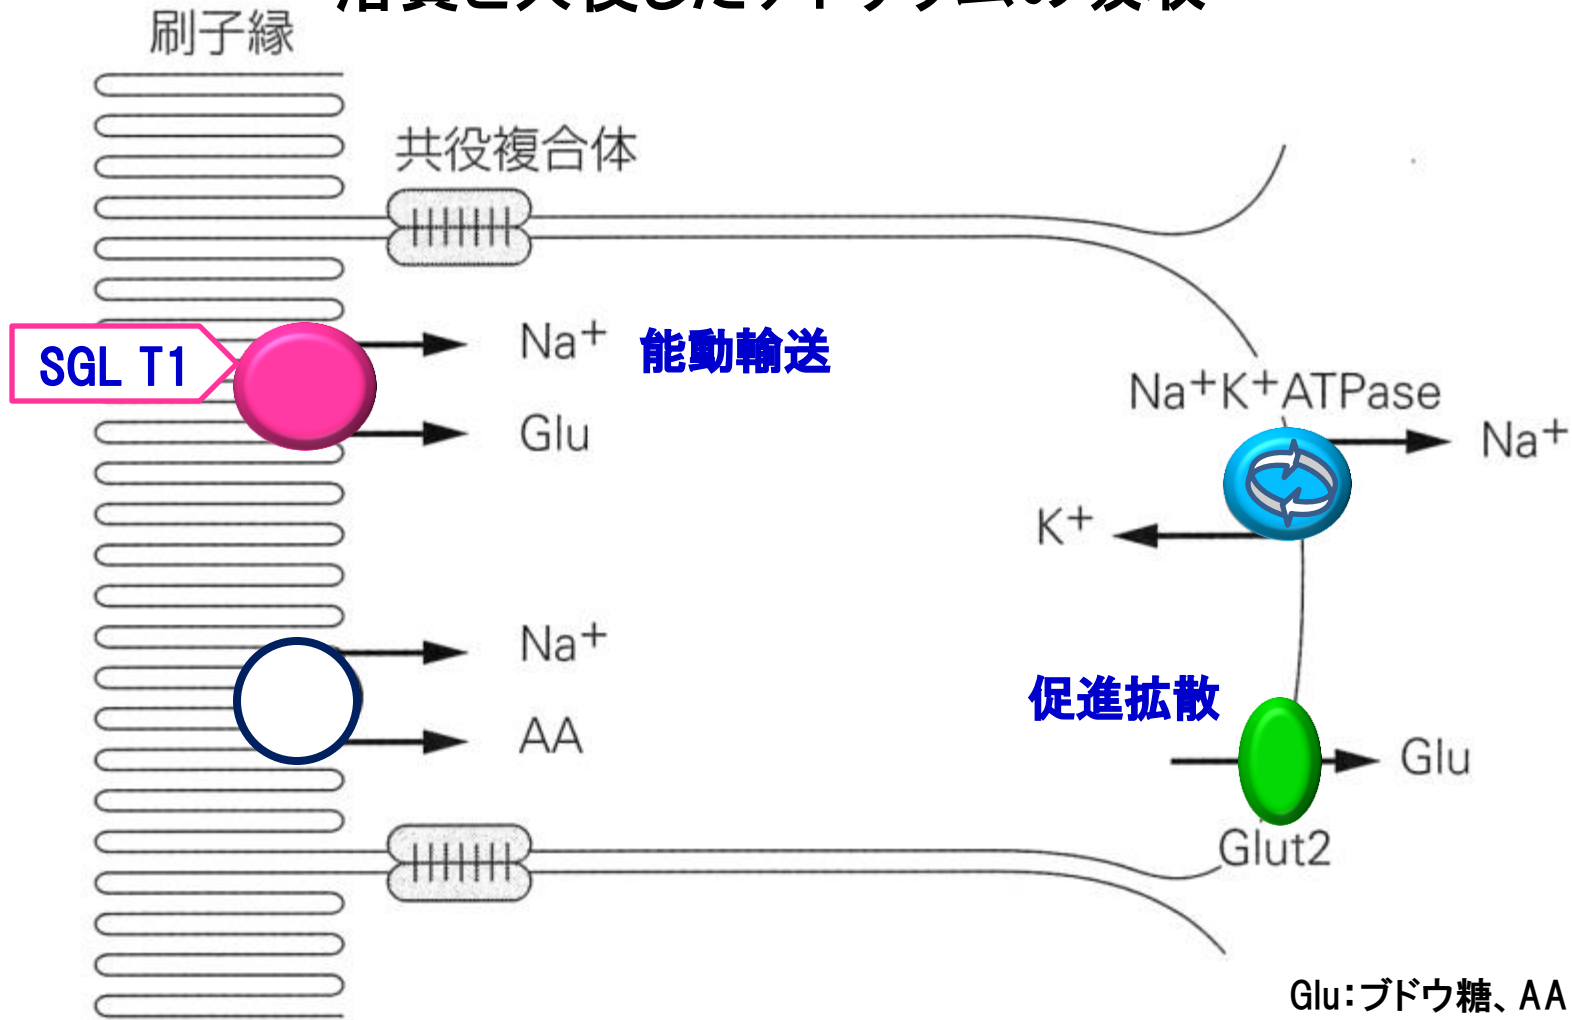 刷子縁
共役複合体
SGL T1
Na⁺
能動輸送
Glu
Na⁺K⁺ATPase
Na⁺
K⁺
Na⁺
AA
促進拡散
Glu
Glut2
Glu:ブドウ糖、AA